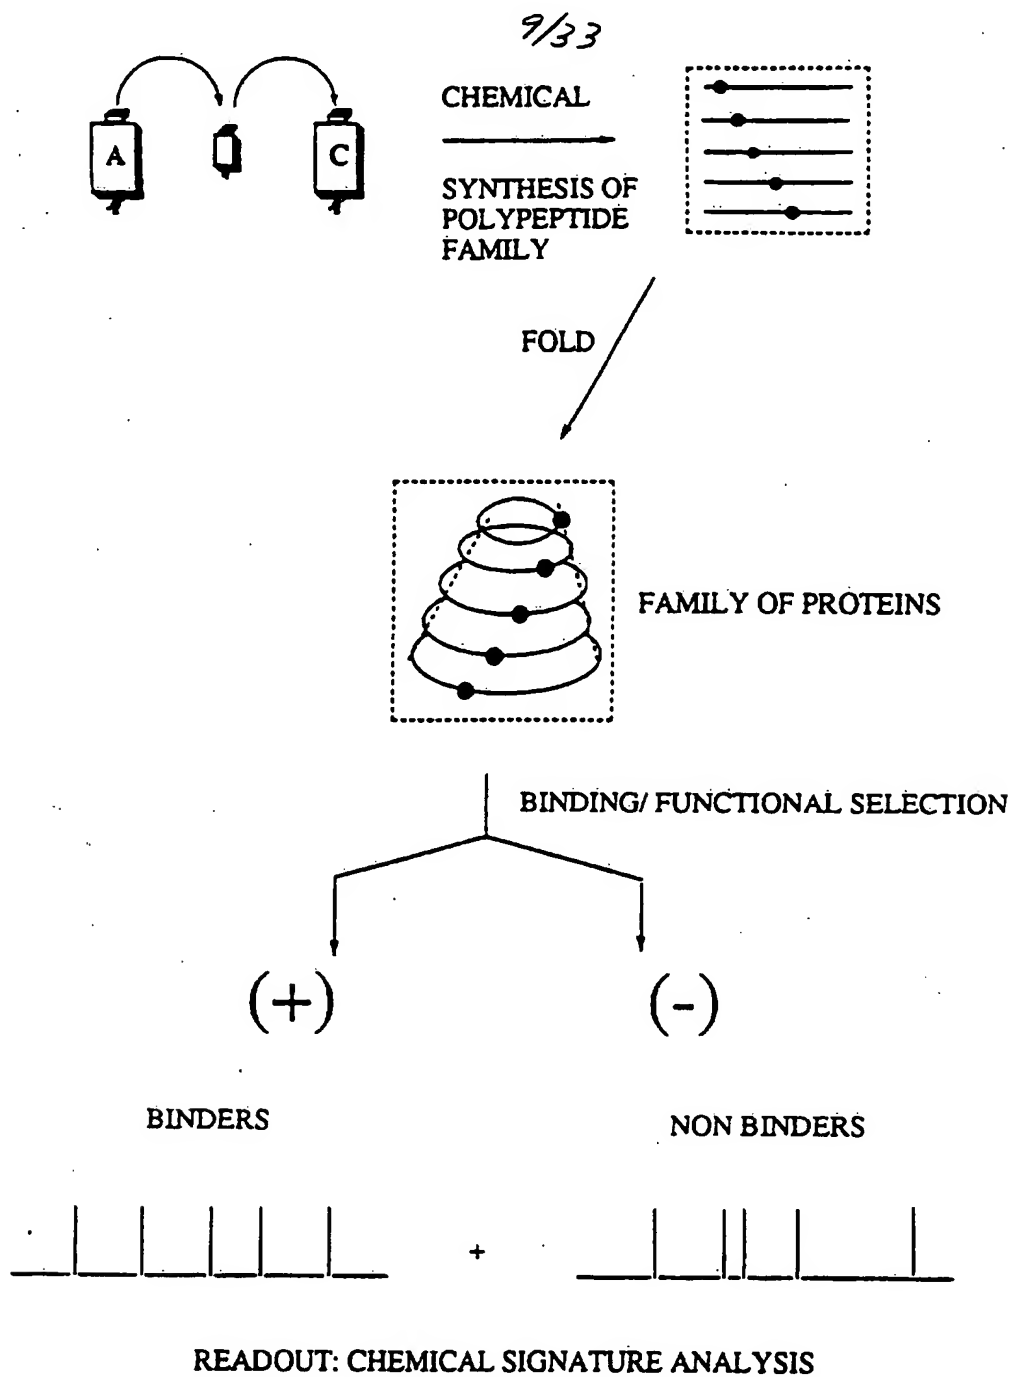 9/33
A
C
CHEMICAL
SYNTHESIS OF
POLYPEPTIDE
FAMILY
FOLD
FAMILY OF PROTEINS
BINDING/ FUNCTIONAL SELECTION
(+)
(-)
BINDERS
NON BINDERS
+
READOUT: CHEMICAL SIGNATURE ANALYSIS